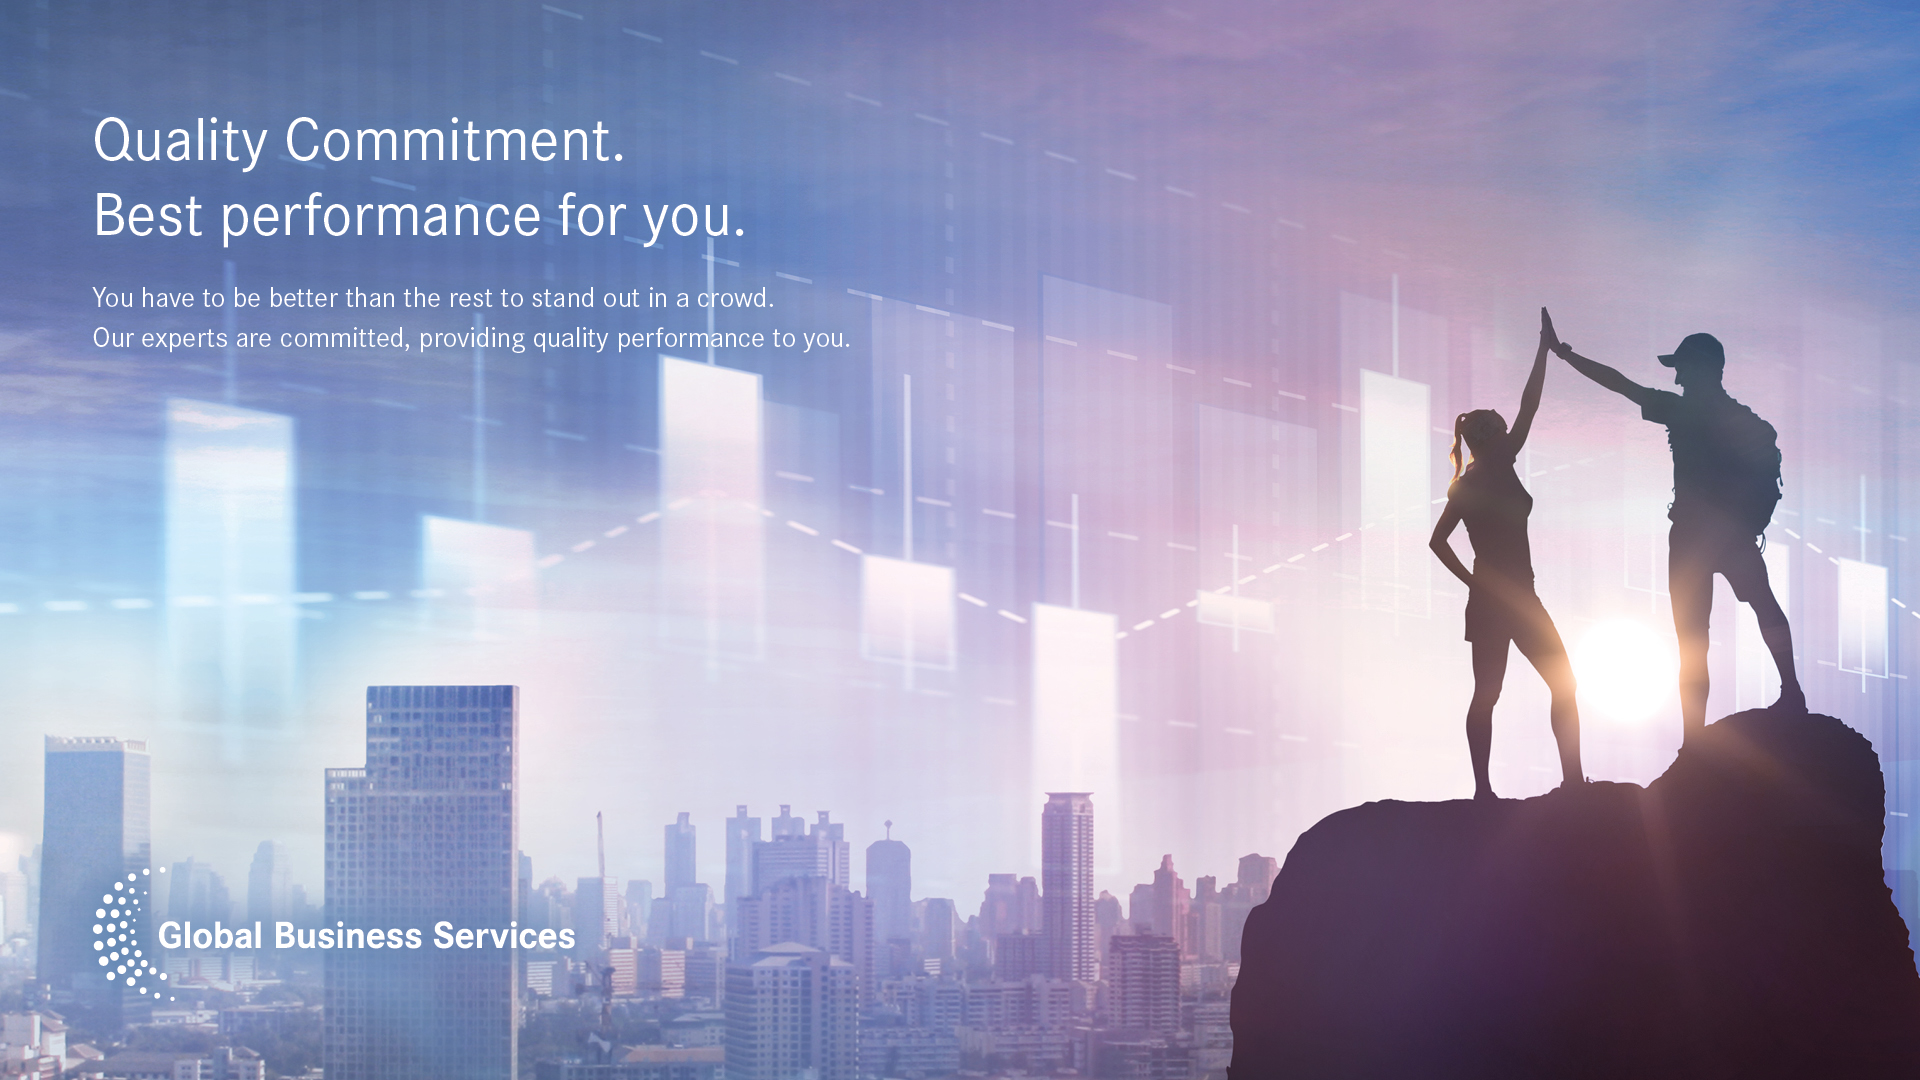 Quality Commitment.
Best performance for you.
You have to be better than the rest to stand out in a crowd.
Our experts are committed, providing quality performance to you.
Global Business Services